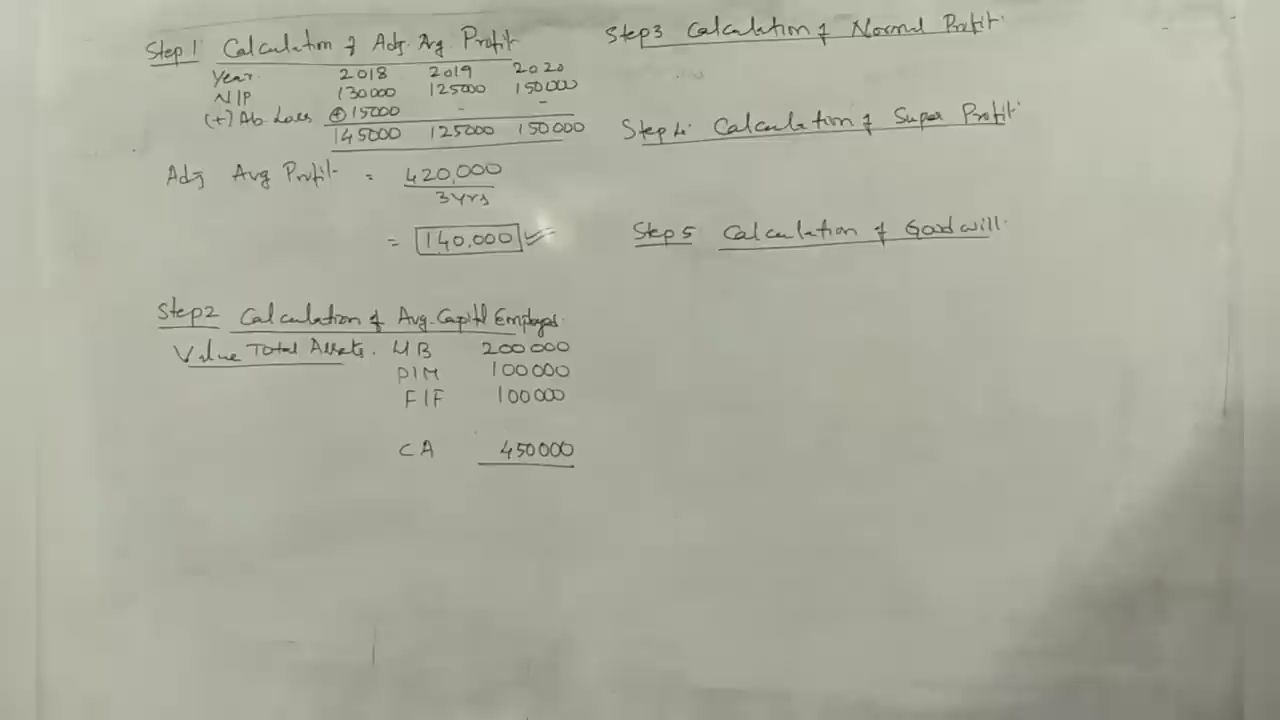 Step 1 Calculation of Adj. Avg. Profit
Year. 2018 2019 2020
N/P 130000 125000 150000
(+) Ab. Loss ⊕ 15000 - -
145000 125000 150000
Adj Avg Profit = 420,000
3 yrs
= 140,000
Step 2 Calculation of Avg. Capitl Employed
Value Total Assets. LIB 200000
P/M 100000
F/F 100000
CA 450000
Step 3 Calculation of Normal Profit.
Step 4: Calculation of Super Profit.
Step 5 Calculation of Goodwill.